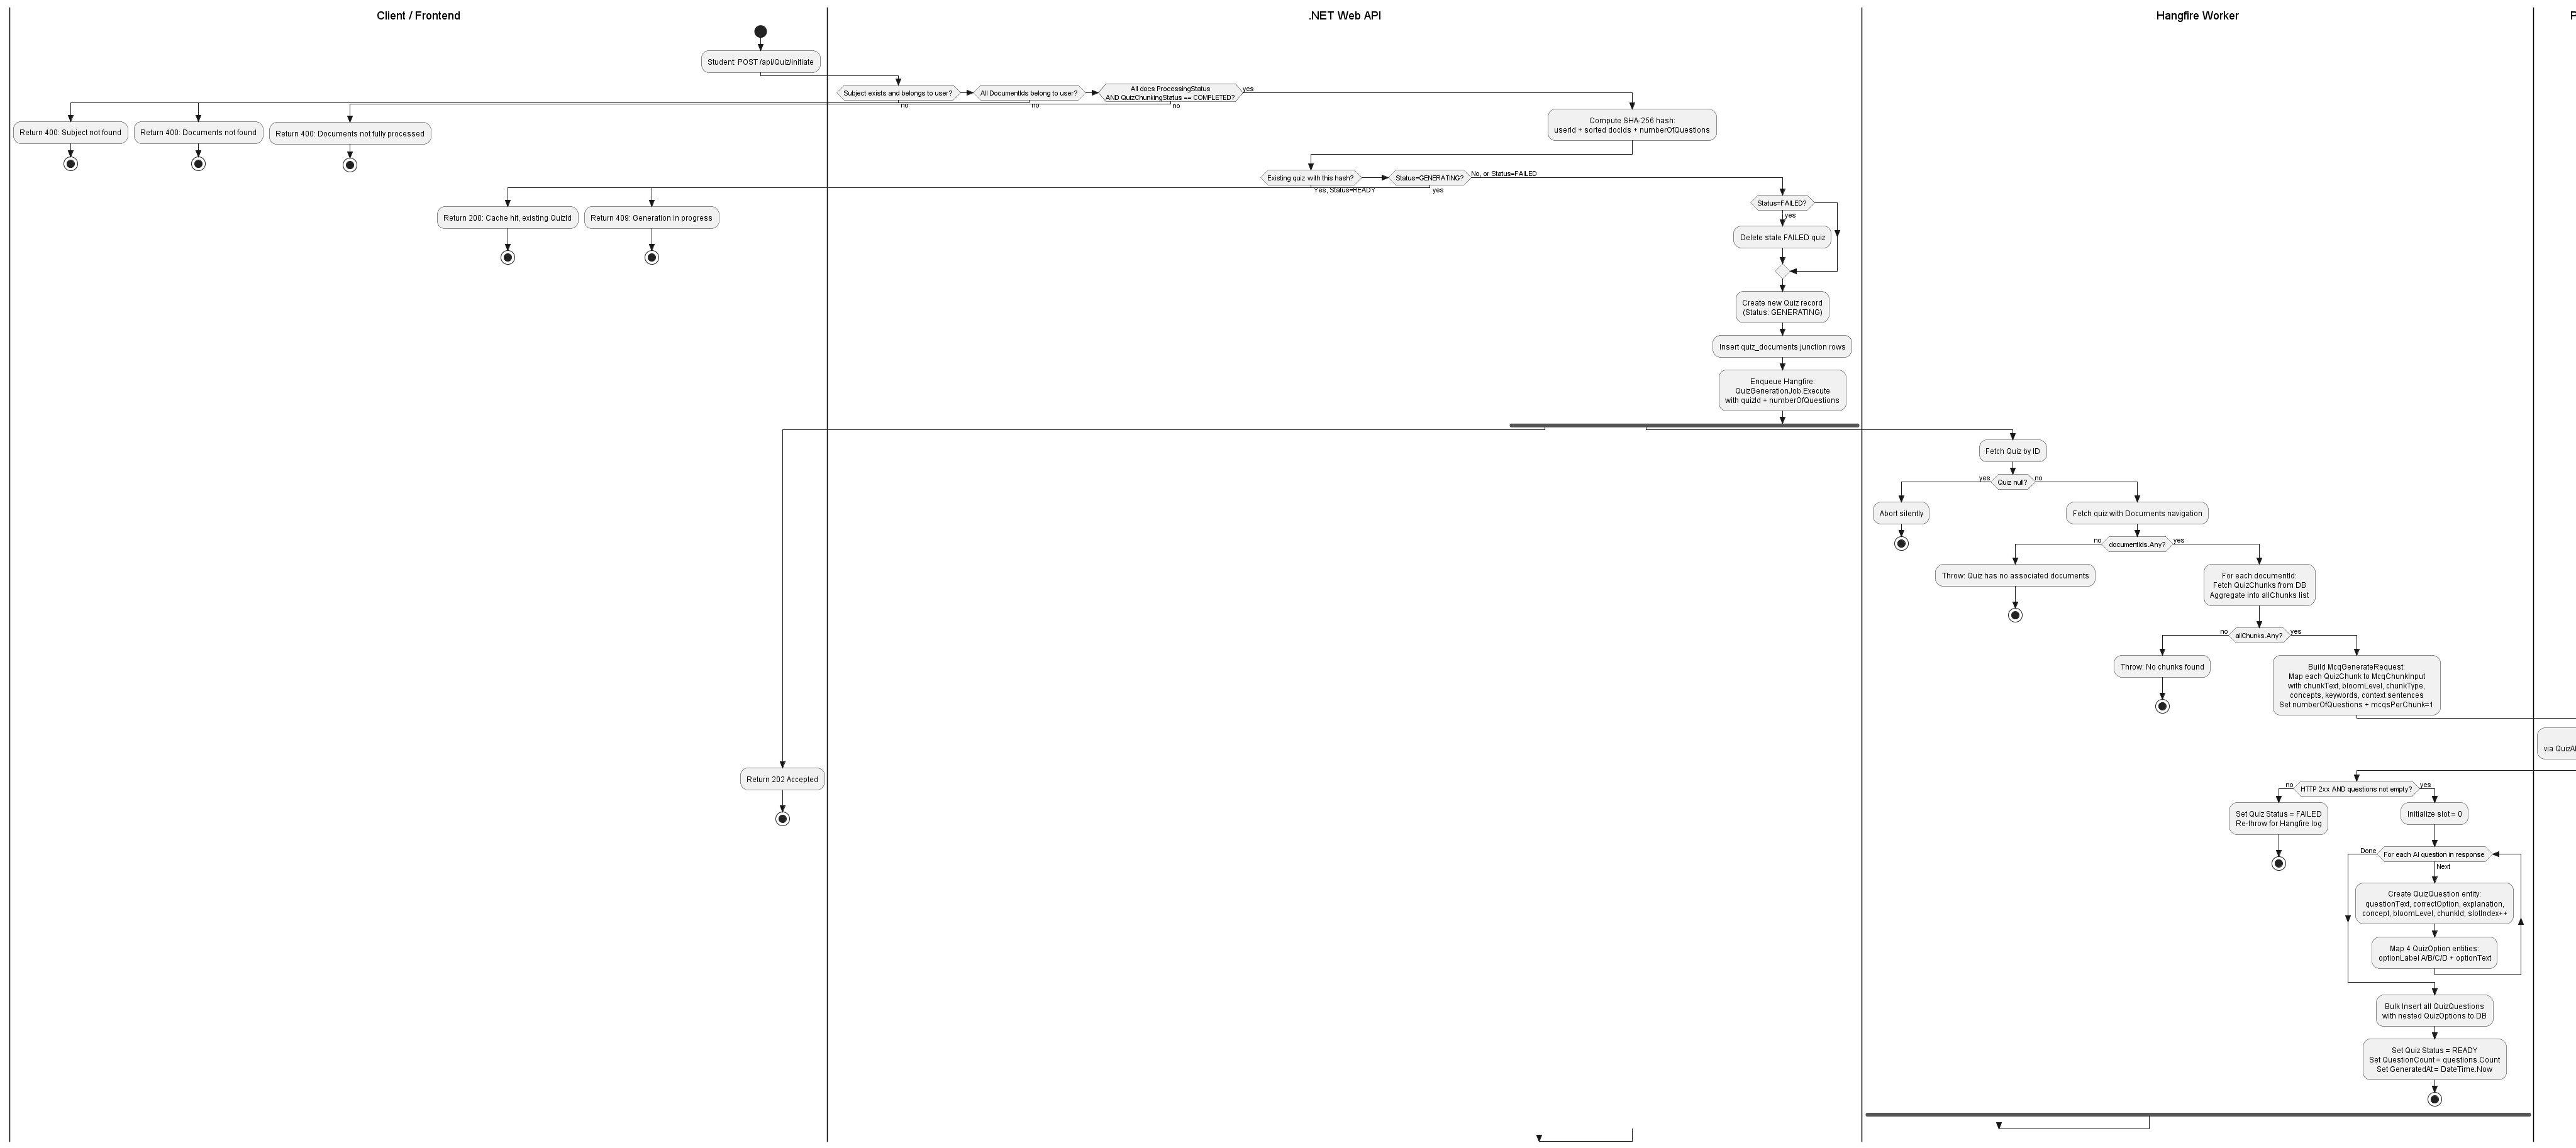 Client / Frontend
.NET Web API
Hangfire Worker
P
Student: POST /api/Quiz/initiate
Subject exists and belongs to user?
All DocumentIds belong to user?
All docs ProcessingStatus
AND QuizChunkingStatus == COMPLETED?
yes
no
no
no
Return 400: Subject not found
Return 400: Documents not found
Return 400: Documents not fully processed
Compute SHA-256 hash:
userId + sorted docIds + numberOfQuestions
Existing quiz with this hash?
Status=GENERATING?
No, or Status=FAILED
Yes, Status=READY
yes
Return 200: Cache hit, existing QuizId
Return 409: Generation in progress
Status=FAILED?
yes
Delete stale FAILED quiz
Create new Quiz record
(Status: GENERATING)
Insert quiz_documents junction rows
Enqueue Hangfire:
QuizGenerationJob.Execute
with quizId + numberOfQuestions
Fetch Quiz by ID
yes
Quiz null?
no
Abort silently
Fetch quiz with Documents navigation
no
documentIds.Any?
yes
Throw: Quiz has no associated documents
For each documentId:
Fetch QuizChunks from DB
Aggregate into allChunks list
no
allChunks.Any?
yes
Throw: No chunks found
Build McqGenerateRequest:
Map each QuizChunk to McqChunkInput
with chunkText, bloomLevel, chunkType,
concepts, keywords, context sentences
Set numberOfQuestions + mcqsPerChunk=1
via QuizAI
Return 202 Accepted
no
HTTP 2xx AND questions not empty?
yes
Set Quiz Status = FAILED
Re-throw for Hangfire log
Initialize slot = 0
Done
For each AI question in response
Next
Create QuizQuestion entity:
questionText, correctOption, explanation,
concept, bloomLevel, chunkId, slotIndex++
Map 4 QuizOption entities:
optionLabel A/B/C/D + optionText
Bulk Insert all QuizQuestions
with nested QuizOptions to DB
Set Quiz Status = READY
Set QuestionCount = questions.Count
Set GeneratedAt = DateTime.Now